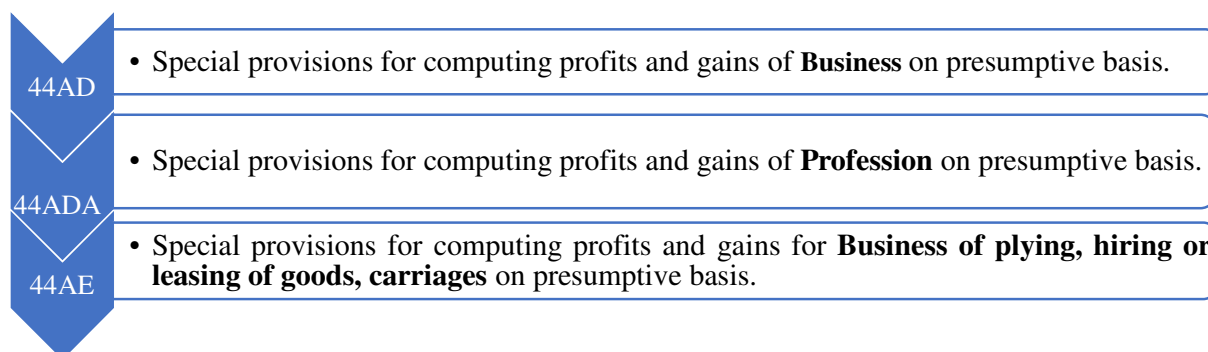 44AD
• Special provisions for computing profits and gains of Business on presumptive basis.
44ADA
• Special provisions for computing profits and gains of Profession on presumptive basis.
44AE
• Special provisions for computing profits and gains for Business of plying, hiring or
leasing of goods, carriages on presumptive basis.